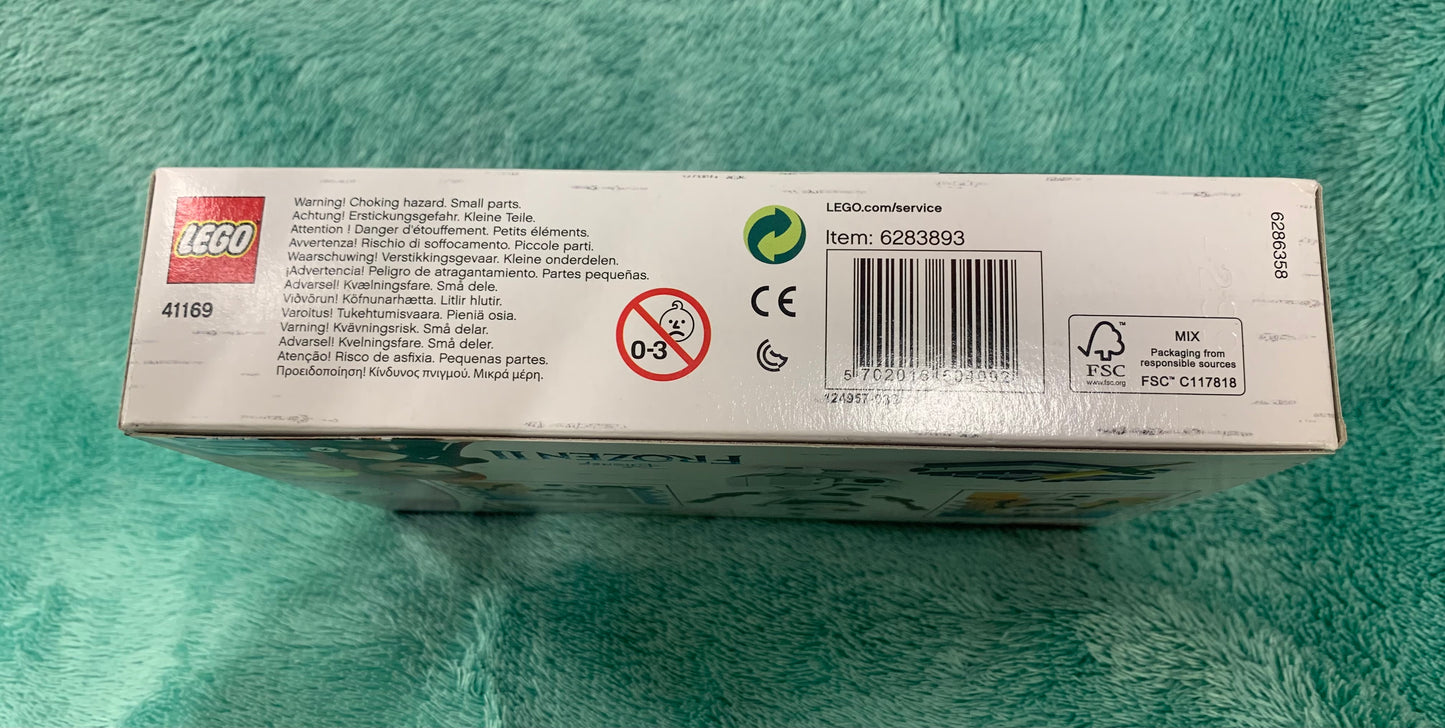 LEGO
41169
Warning! Choking hazard. Small parts.
Achtung! Erstickungsgefahr. Kleine Teile.
Attention ! Danger d'étouffement. Petits éléments.
Avvertenza! Rischio di soffocamento. Piccole parti.
Waarschuwing! Verstikkingsgevaar. Kleine onderdelen.
¡Advertencia! Peligro de atragantamiento. Partes pequeñas.
Advarsel! Kvælningsfare. Små dele.
Viðvörun! Köfnunarhætta. Litlir hlutir.
Varoitus! Tukehtumisvaara. Pieniä osia.
Varning! Kvävningsrisk. Små delar.
Advarsel! Kvelningsfare. Små deler.
Atenção! Risco de asfixia. Pequenas partes.
Προειδοποίηση! Κίνδυνος πνιγμού. Μικρά μέρη.
0-3
CE
LEGO.com/service
Item: 6283893
6286358
FSC™
www.fsc.org
MIX
Packaging from
responsible sources
FSC™ C117818
Disney
FROZEN II